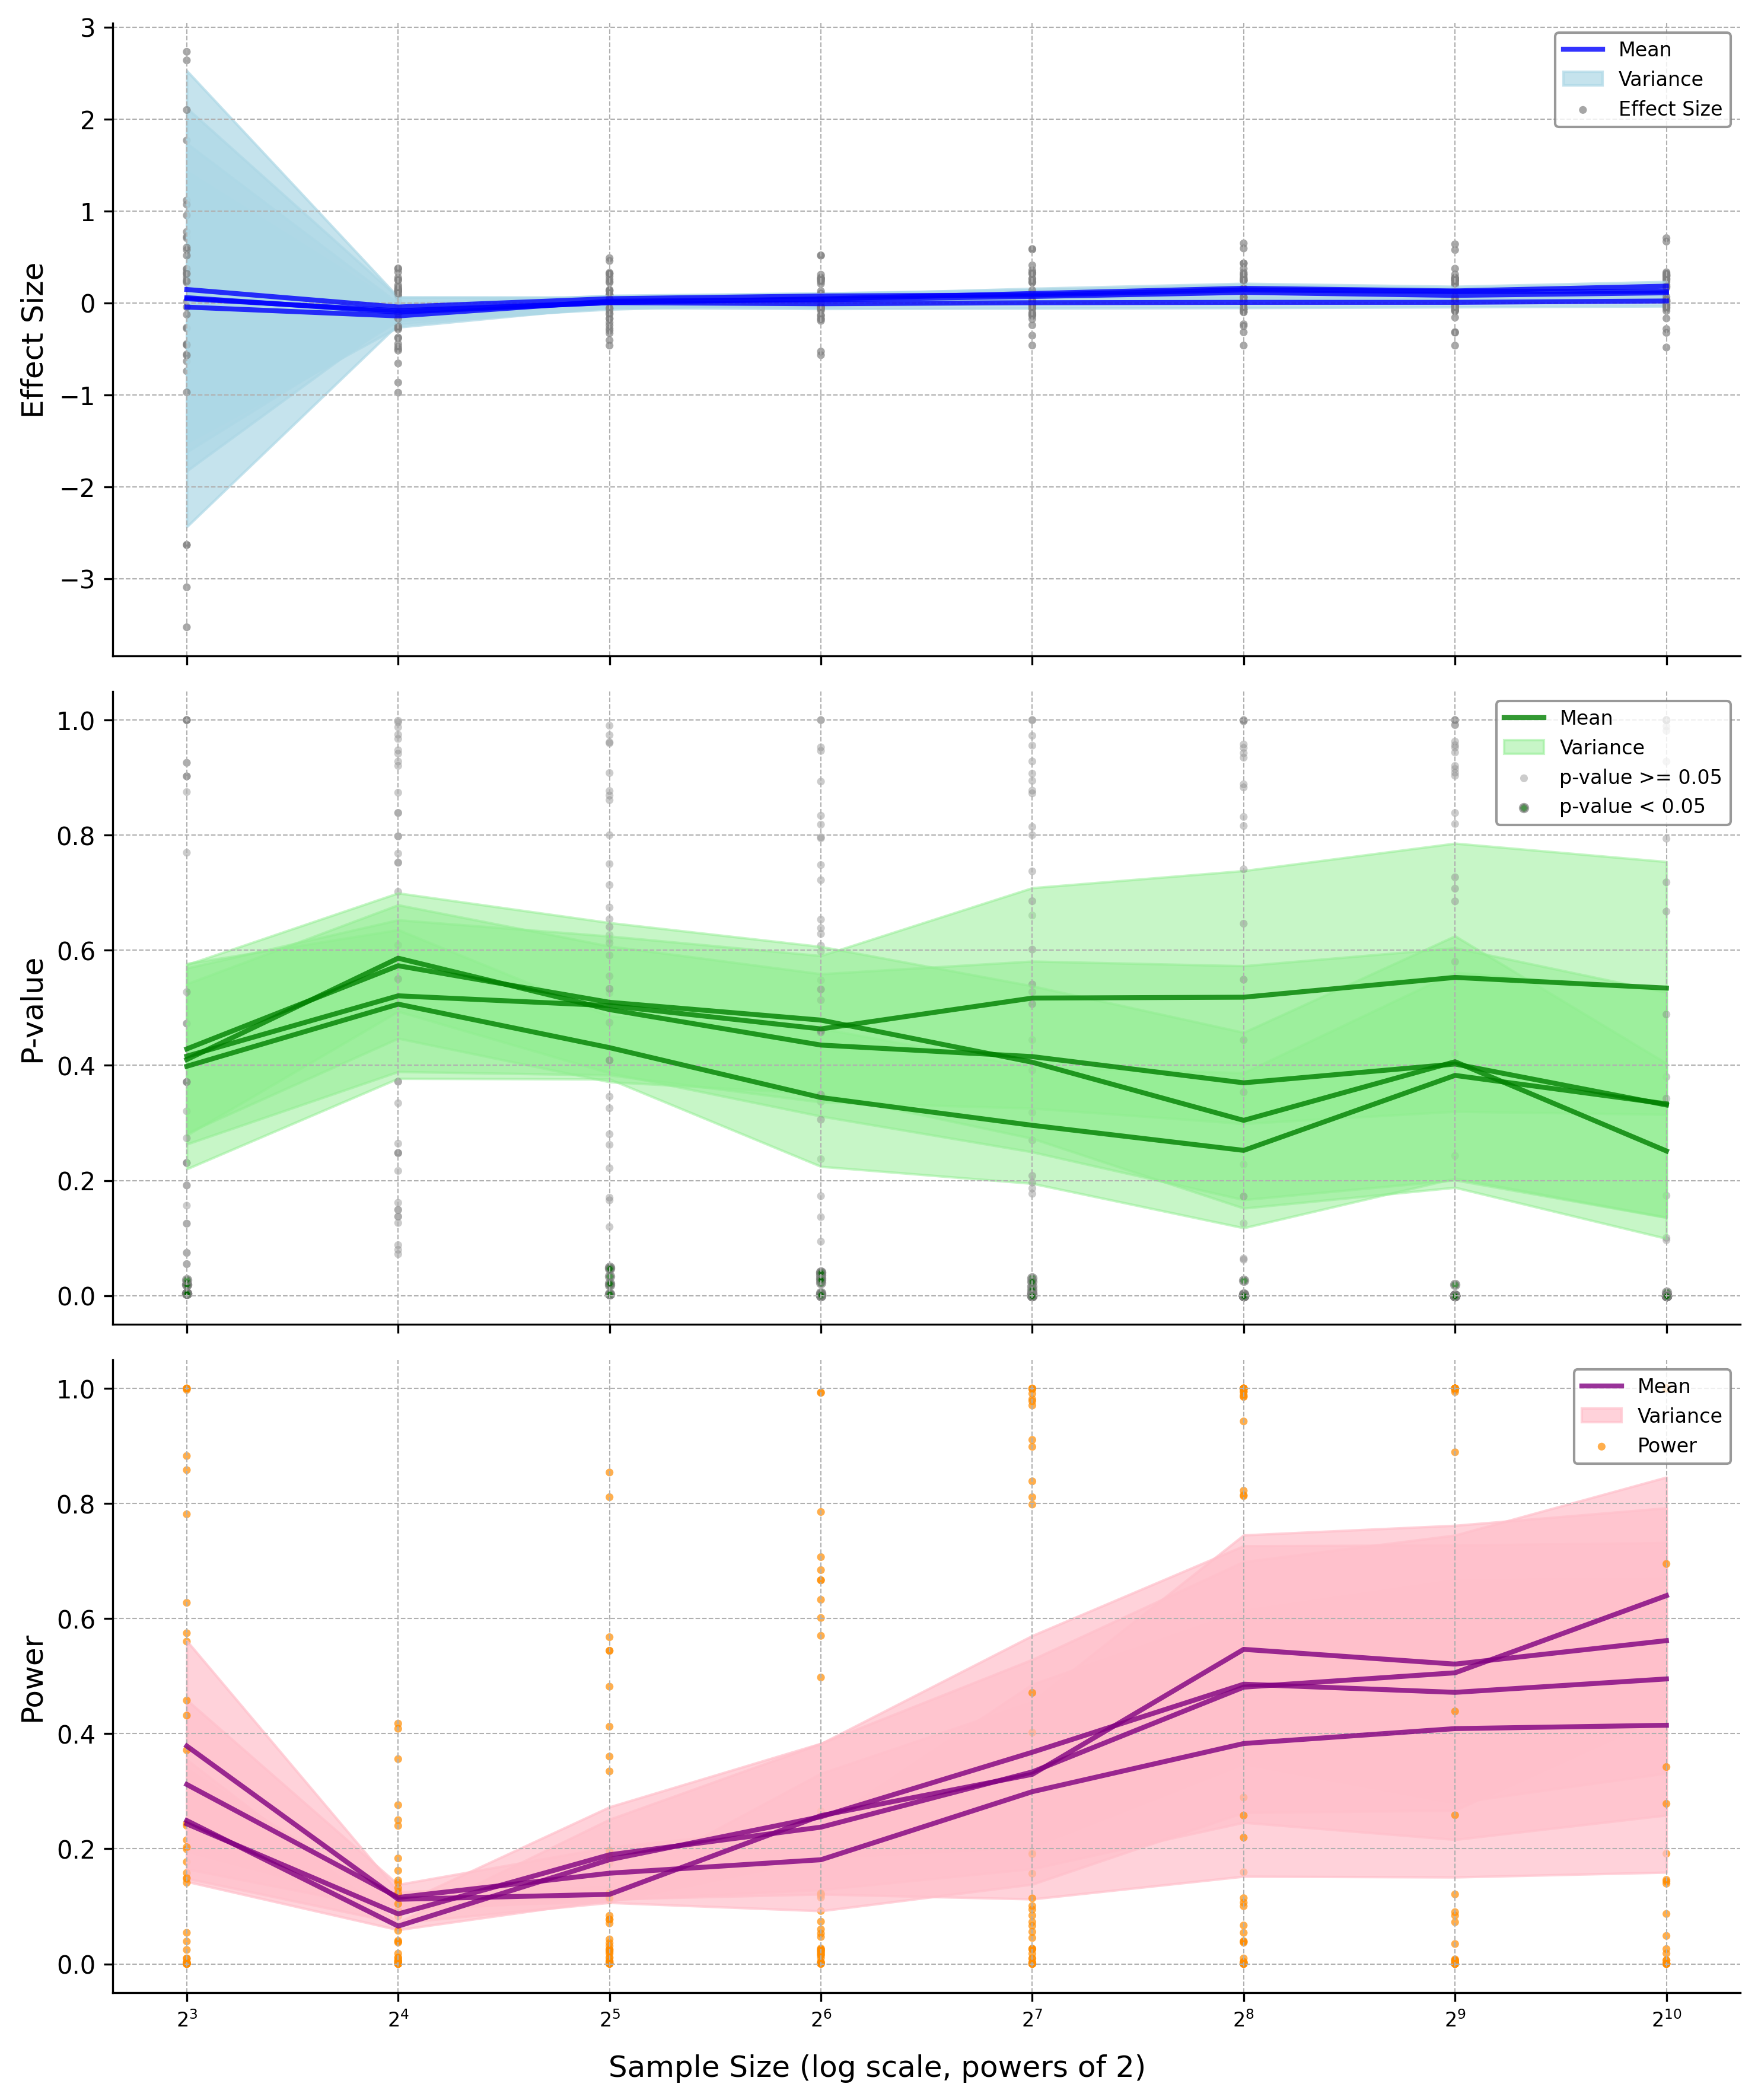 3
2
1
0
−1
−2
−3
Effect Size
Mean
Variance
Effect Size
1.0
0.8
0.6
0.4
0.2
0.0
P-value
Mean
Variance
p-value >= 0.05
p-value < 0.05
1.0
0.8
0.6
0.4
0.2
0.0
Power
Mean
Variance
Power
2³ 2⁴ 2⁵ 2⁶ 2⁷ 2⁸ 2⁹ 2¹⁰
Sample Size (log scale, powers of 2)